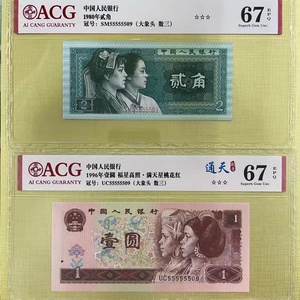 ACG
AI CANG GUARANTY
中国人民银行
1980年贰角
冠号：SM55555509（大象头 数三）
☆☆☆
67 EPQ
Superb Gem Unc
贰角
2
2
ACG
AI CANG GUARANTY
中国人民银行
1996年壹圆 福星高照·满天星桃花红
冠号：UC55555509（大象头 数三）
通天
☆☆☆
67 EPQ
Superb Gem Unc
中国人民银行
壹圆
1
1
UC55555509